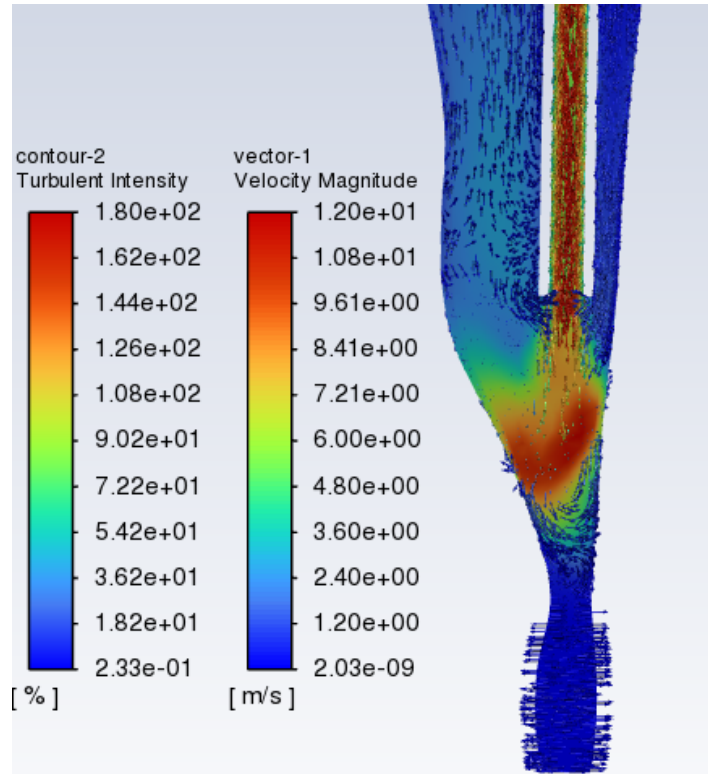 contour-2
Turbulent Intensity
1.80e+02
1.62e+02
1.44e+02
1.26e+02
1.08e+02
9.02e+01
7.22e+01
5.42e+01
3.62e+01
1.82e+01
2.33e-01
[ % ]
vector-1
Velocity Magnitude
1.20e+01
1.08e+01
9.61e+00
8.41e+00
7.21e+00
6.00e+00
4.80e+00
3.60e+00
2.40e+00
1.20e+00
2.03e-09
[ m/s ]